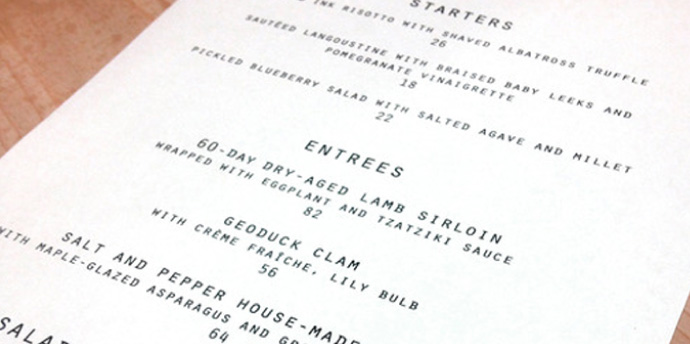 STARTERS
INK RISOTTO WITH SHAVED ALBATROSS TRUFFLE
26
SAUTÉED LANGOUSTINE WITH BRAISED BABY LEEKS AND
POMEGRANATE VINAIGRETTE
18
PICKLED BLUEBERRY SALAD WITH SALTED AGAVE AND MILLET
22
ENTREES
60-DAY DRY-AGED LAMB SIRLOIN
WRAPPED WITH EGGPLANT AND TZATZIKI SAUCE
82
GEODUCK CLAM
WITH CRÈME FRAÎCHE, LILY BULB
56
SALT AND PEPPER HOUSE-MADE
WITH MAPLE-GLAZED ASPARAGUS AND
64